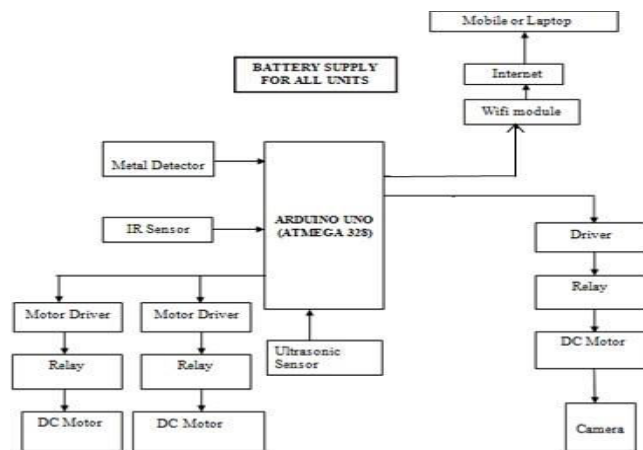 Mobile or Laptop
BATTERY SUPPLY
FOR ALL UNITS
Internet
Wifi module
Metal Detector
ARDUINO UNO
(ATMEGA 328)
IR Sensor
Driver
Motor Driver
Motor Driver
Relay
Ultrasonic
Sensor
Relay
Relay
DC Motor
DC Motor
DC Motor
Camera